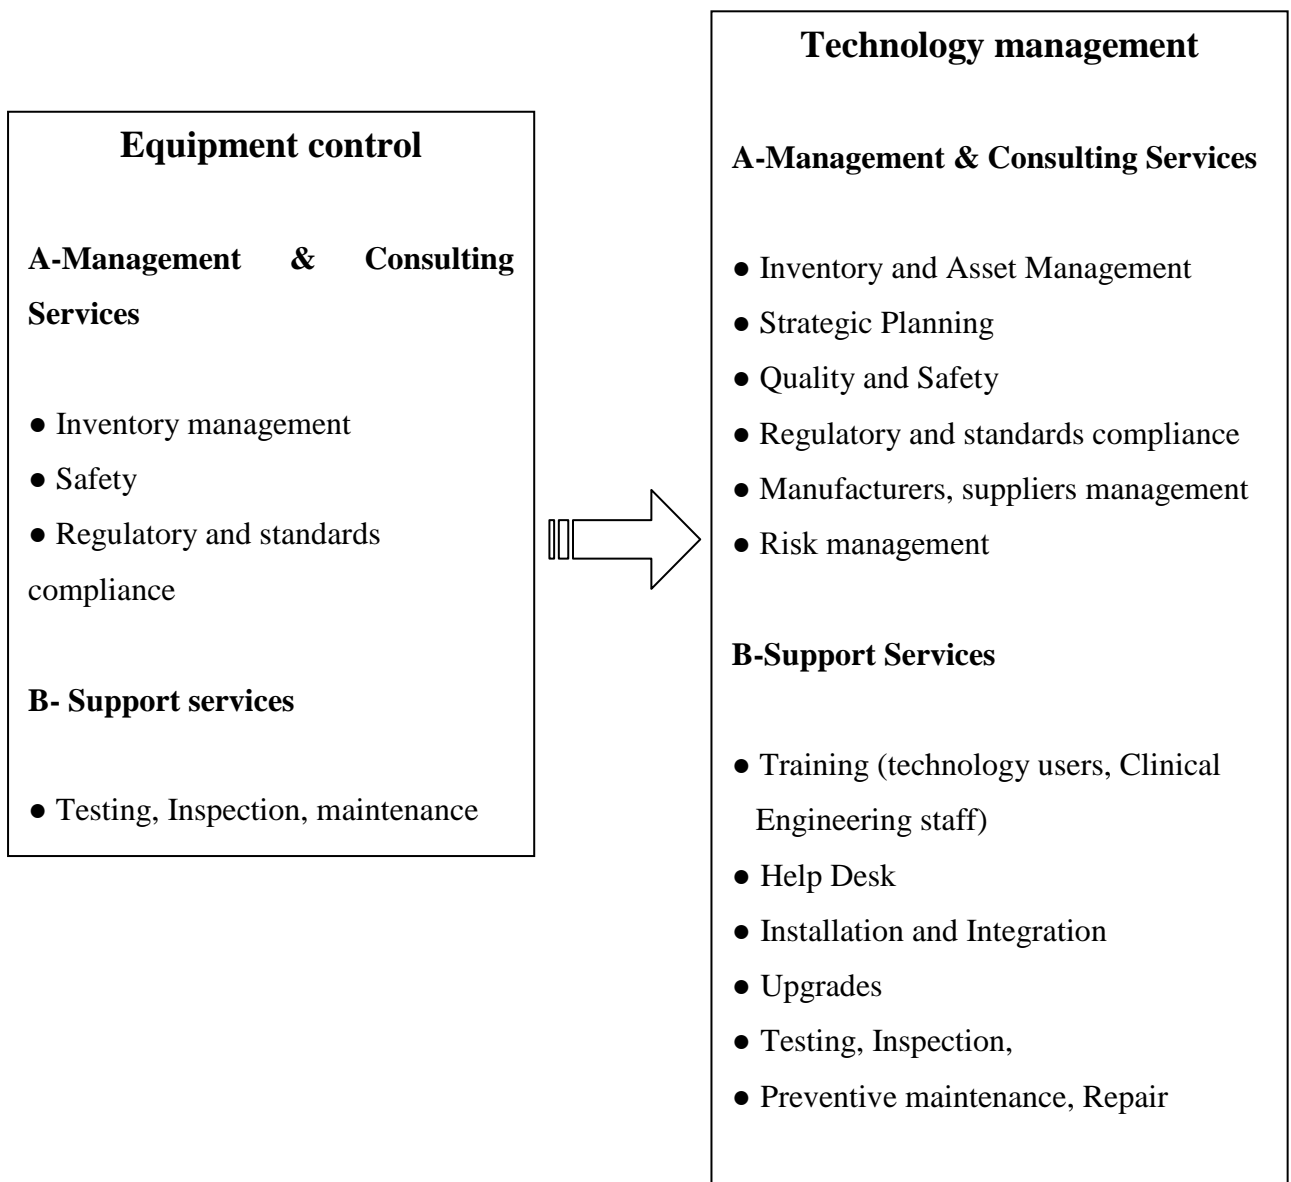 Equipment control
A-Management & Consulting
Services
● Inventory management
● Safety
● Regulatory and standards
compliance
B- Support services
● Testing, Inspection, maintenance
Technology management
A-Management & Consulting Services
● Inventory and Asset Management
● Strategic Planning
● Quality and Safety
● Regulatory and standards compliance
● Manufacturers, suppliers management
● Risk management
B-Support Services
● Training (technology users, Clinical
Engineering staff)
● Help Desk
● Installation and Integration
● Upgrades
● Testing, Inspection,
● Preventive maintenance, Repair